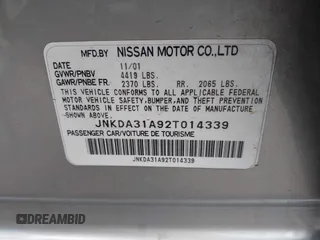 MFD.BY NISSAN MOTOR CO.,LTD
DATE 11/01
GVWR/PNBV 4419 LBS.
GAWR/PNBE FR. 2370 LBS. RR. 2065 LBS.
THIS VEHICLE CONFORMS TO ALL APPLICABLE FEDERAL
MOTOR VEHICLE SAFETY,BUMPER,AND THEFT PREVENTION
STANDARDS IN EFFECT ON THE DATE OF MANUFACTURE
SHOWN ABOVE.
JNKDA31A92T014339
PASSENGER CAR/VOITURE DE TOURISME
JNKDA31A92T014339
DREAMBID